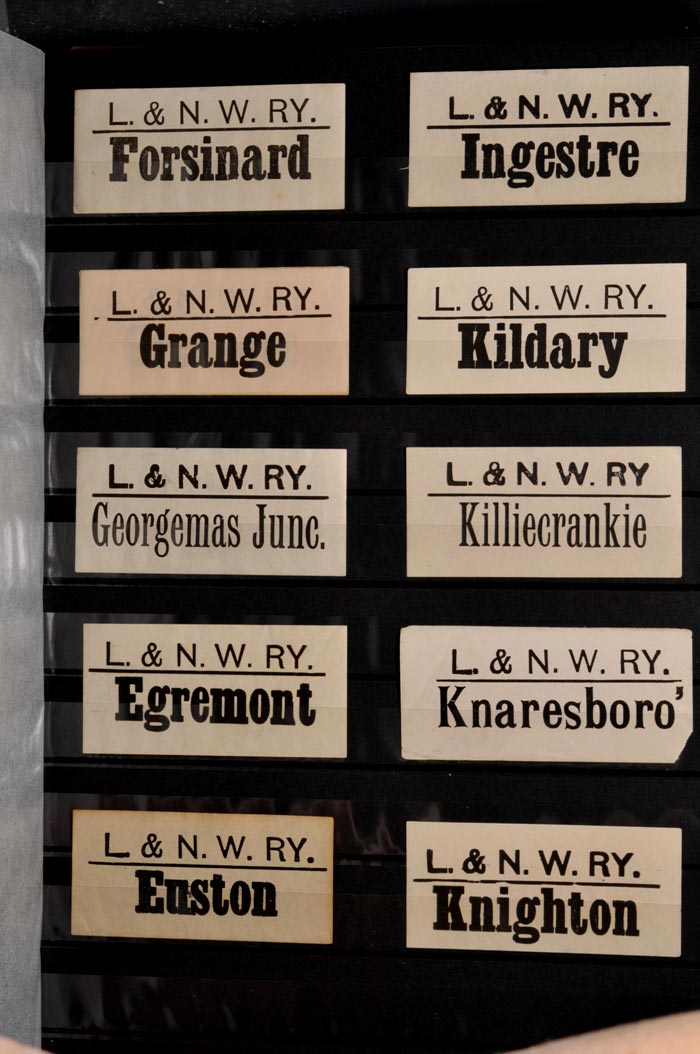 L. & N. W. RY.
Forsinard
L. & N. W. RY.
Ingestre
L. & N. W. RY.
Grange
L. & N. W. RY.
Kildary
L. & N. W. RY.
Georgemas Junc.
L. & N. W. RY
Killiecrankie
L. & N. W. RY.
Egremont
L. & N. W. RY.
Knaresboro'
L. & N. W. RY.
Euston
L. & N. W. RY.
Knighton